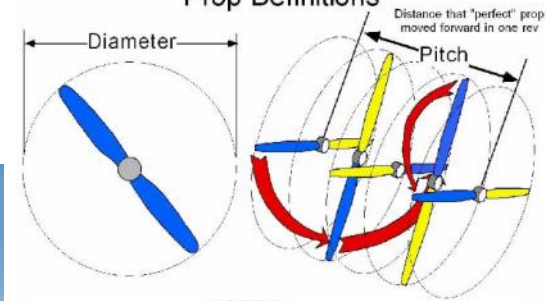 Prop Definitions
Diameter
Distance that "perfect" prop
moved forward in one rev
Pitch